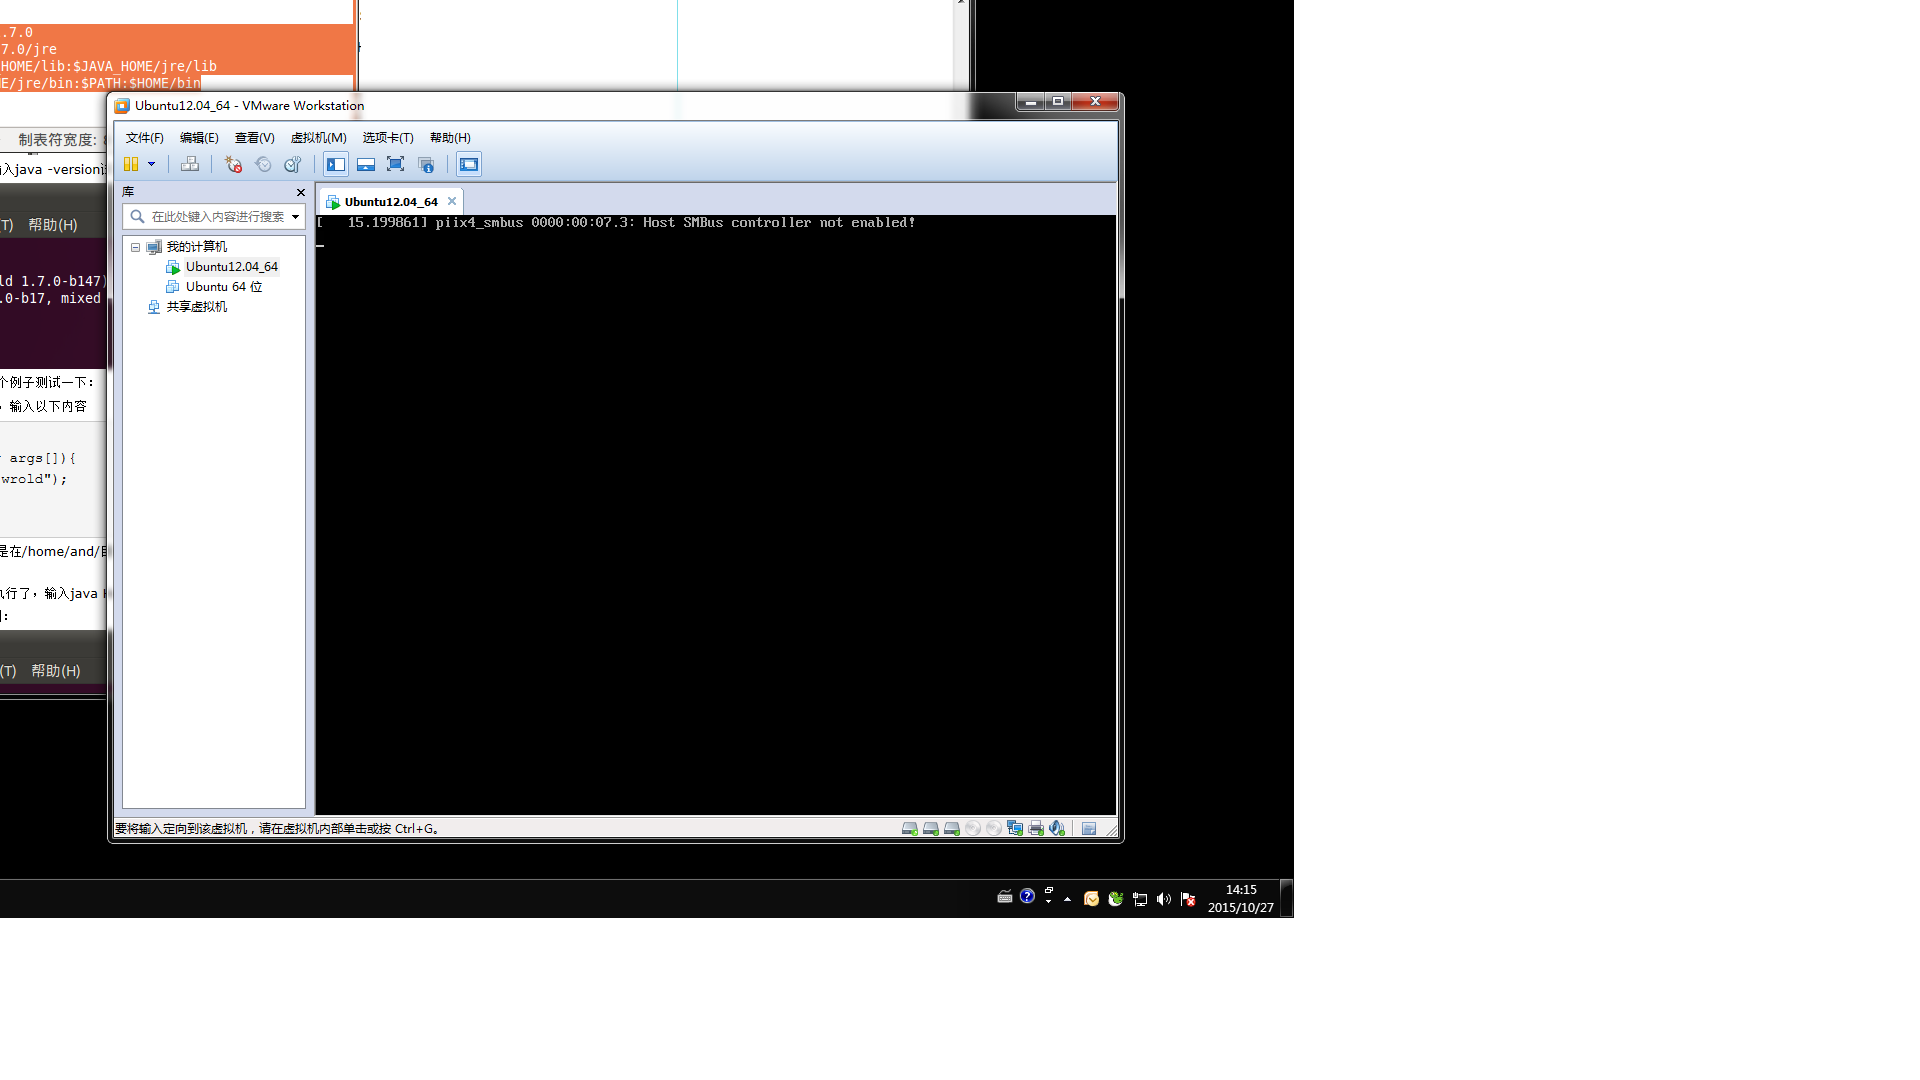 .7.0
7.0/jre
HOME/lib:$JAVA_HOME/jre/lib
E/jre/bin:$PATH:$HOME/bin
制表符宽度:
入java -version
(T) 帮助(H)
ld 1.7.0-b147)
.0-b17, mixed
个例子测试一下：
输入以下内容
args[]){
wrold");
是在/home/and/
行了，输入java
(T) 帮助(H)
Ubuntu12.04_64 - VMware Workstation
文件(F) 编辑(E) 查看(V) 虚拟机(M) 选项卡(T) 帮助(H)
库
在此处键入内容进行搜索
我的计算机
Ubuntu12.04_64
Ubuntu 64 位
共享虚拟机
Ubuntu12.04_64
[   15.199861] piix4_smbus 0000:00:07.3: Host SMBus controller not enabled!
要将输入定向到该虚拟机，请在虚拟机内部单击或按 Ctrl+G。
14:15
2015/10/27